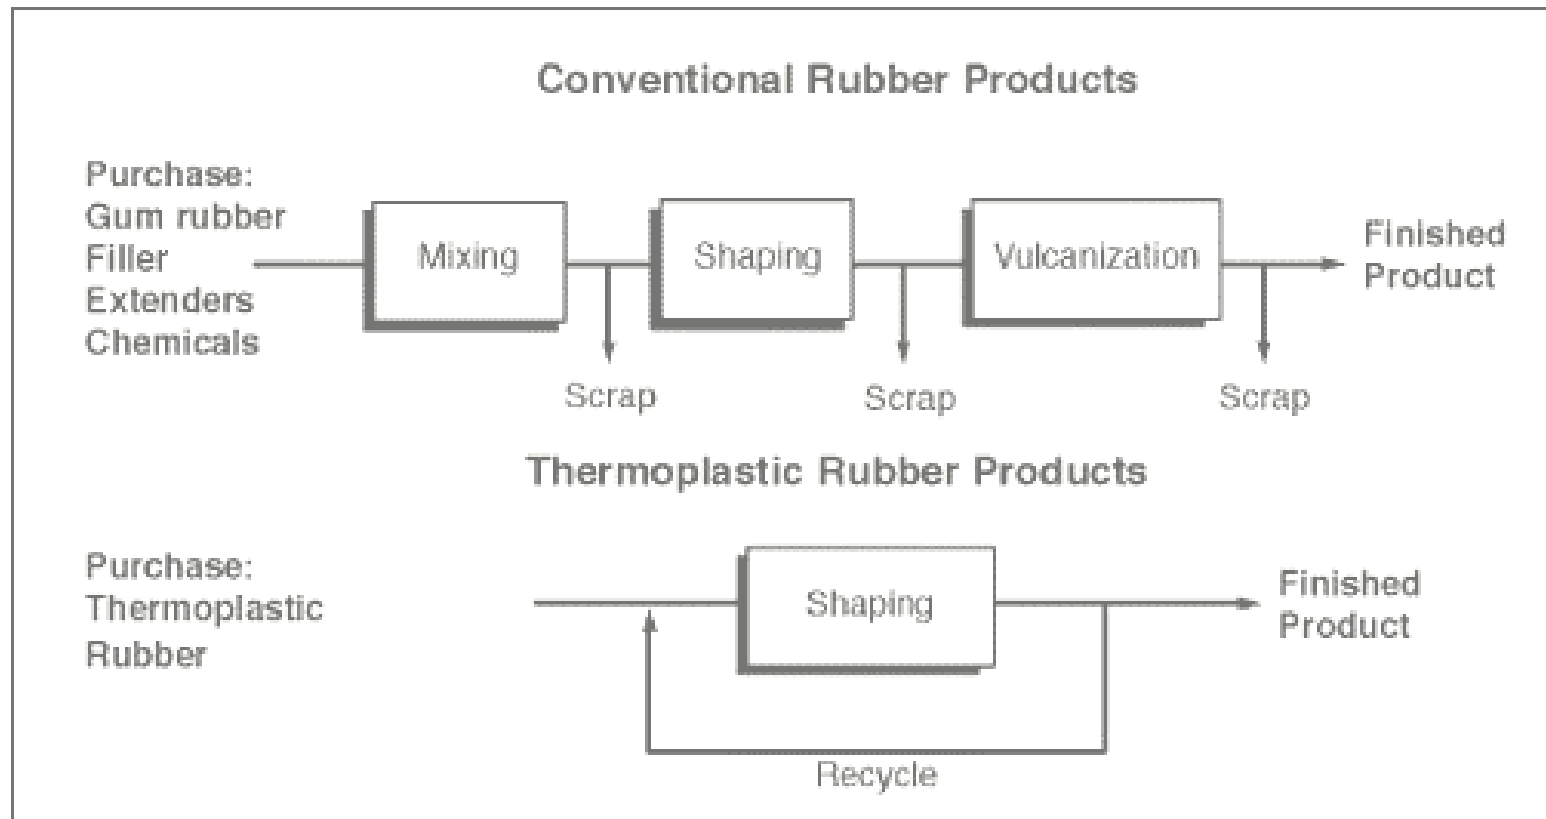 Conventional Rubber Products
Purchase:
Gum rubber
Filler
Extenders
Chemicals
Mixing
Shaping
Vulcanization
Finished
Product
Scrap
Scrap
Scrap
Thermoplastic Rubber Products
Purchase:
Thermoplastic
Rubber
Shaping
Finished
Product
Recycle